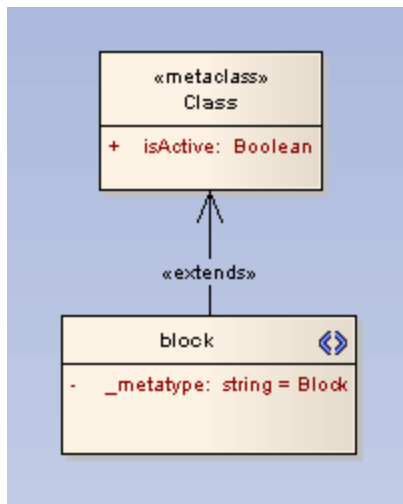 «metaclass»
Class
+ isActive: Boolean
«extends»
block
- _metatype: string = Block